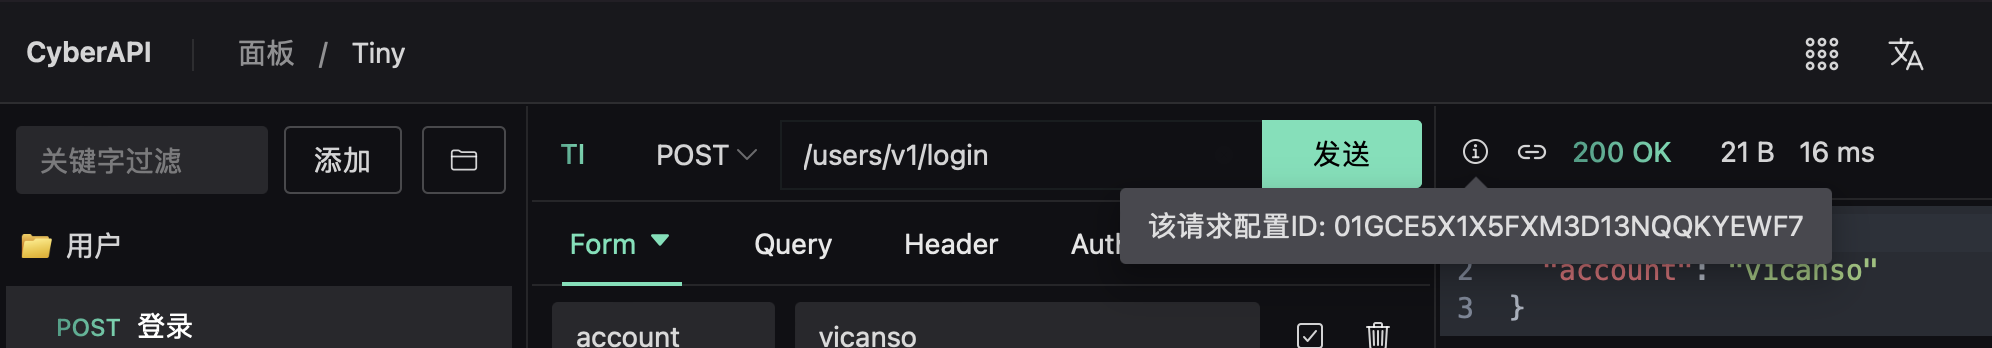 CyberAPI 面板 / Tiny
关键字过滤 添加
TI POST /users/v1/login 发送
200 OK 21 B 16 ms
该请求配置ID: 01GCE5X1X5FXM3D13NQQKYEWF7
用户
Form Query Header
2 "account": "vicanso"
3 }
POST 登录
account vicanso